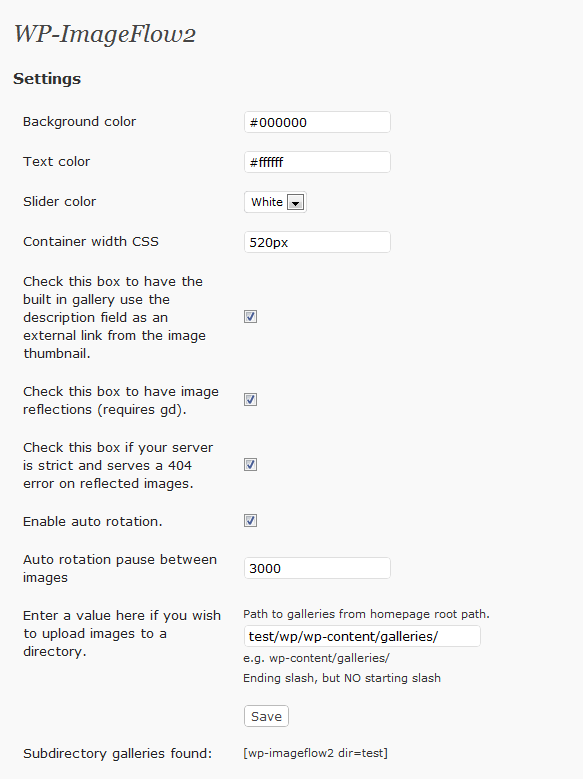 WP-ImageFlow2
Settings
Background color
#000000
Text color
#ffffff
Slider color
White
Container width CSS
520px
Check this box to have the
built in gallery use the
description field as an
external link from the image
thumbnail.
Check this box to have image
reflections (requires gd).
Check this box if your server
is strict and serves a 404
error on reflected images.
Enable auto rotation.
Auto rotation pause between
images
3000
Enter a value here if you wish
to upload images to a
directory.
Path to galleries from homepage root path.
test/wp/wp-content/galleries/
e.g. wp-content/galleries/
Ending slash, but NO starting slash
Save
Subdirectory galleries found:
[wp-imageflow2 dir=test]